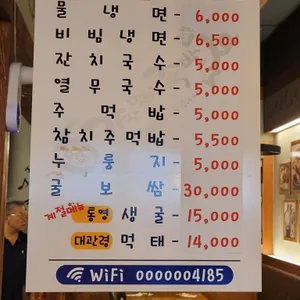 물냉면 - 6,000
비빔냉면 - 6,500
잔치국수 - 5,000
열무국수 - 5,000
주먹밥 - 5,000
참치주먹밥 - 5,500
누룽지 - 5,000
굴보쌈 - 30,000
계절메뉴 통영 생굴 - 15,000
대관령 먹태 - 14,000
WiFi 0000004185